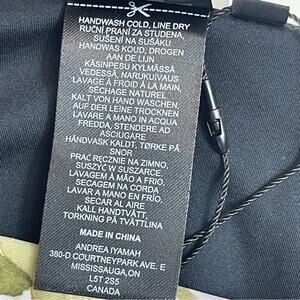 HANDWASH COLD, LINE DRY
RUČNÍ PRANÍ ZA STUDENA,
SUŠENÍ NA SUŠÁKU
HANDWAS KOUD, DROGEN
AAN DE LIJN
KÄSINPESU KYLMÄSSÄ
VEDESSÄ, NARUKUIVAUS
LAVAGE À FROID À LA MAIN,
SÉCHAGE NATUREL
KALT VON HAND WASCHEN,
AUF DER LEINE TROCKNEN
LAVARE A MANO IN ACQUA
FREDDA, STENDERE AD
ASCIUGARE
HÅNDVASK KALDT, TØRKE PÅ
SNOR
PRAĆ RĘCZNIE NA ZIMNO,
SUSZYĆ W SUSZARCE
LAVAGEM À MÃO A FRIO,
SECAGEM NA CORDA
LAVAR A MANO EN FRÍO,
SECAR AL AIRE
KALL HANDTVÄTT,
TORKNING PÅ TVÄTTLINA
MADE IN CHINA
ANDREA IYAMAH
380-D COURTNEYPARK AVE. E
MISSISSAUGA,ON
L5T 2S5
CANADA